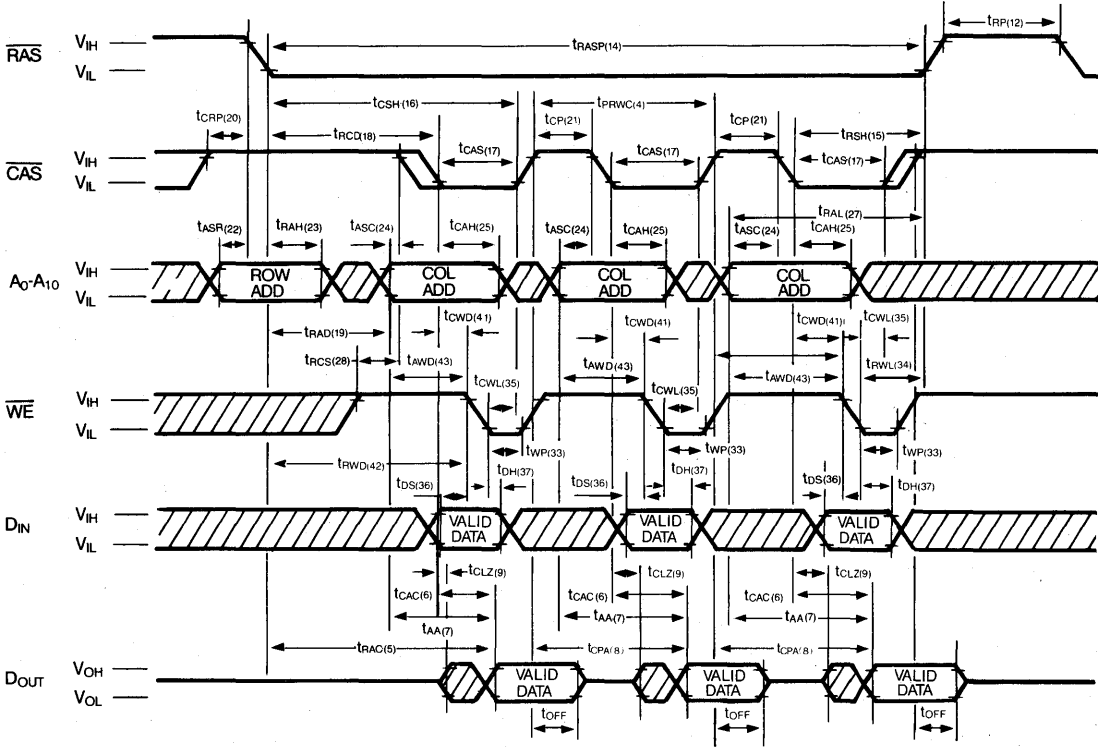 RAS
VIH
VIL
tRASP(14)
tRP(12)
tCSH(16)
tPRWC(4)
tCRP(20)
tRCD(18)
tCP(21)
tCP(21)
tRSH(15)
CAS
VIH
VIL
tCAS(17)
tCAS(17)
tCAS(17)
tRAL(27)
tASR(22)
tRAH(23)
tASC(24)
tCAH(25)
tASC(24)
tCAH(25)
tASC(24)
tCAH(25)
A0-A10
VIH
VIL
ROW ADD
COL ADD
COL ADD
COL ADD
tRAD(19)
tCWD(41)
tCWD(41)
tCWD(41)
tCWL(35)
tRCS(28)
tAWD(43)
tAWD(43)
tAWD(43)
tRWL(34)
WE
VIH
VIL
tCWL(35)
tCWL(35)
tWP(33)
tWP(33)
tWP(33)
tRWD(42)
tDS(36)
tDH(37)
tDS(36)
tDH(37)
tDS(36)
tDH(37)
DIN
VIH
VIL
VALID DATA
VALID DATA
VALID DATA
tCLZ(9)
tCLZ(9)
tCLZ(9)
tCAC(6)
tCAC(6)
tCAC(6)
tAA(7)
tAA(7)
tAA(7)
tRAC(5)
tCPA(8)
tCPA(8)
DOUT
VOH
VOL
VALID DATA
VALID DATA
VALID DATA
tOFF
tOFF
tOFF